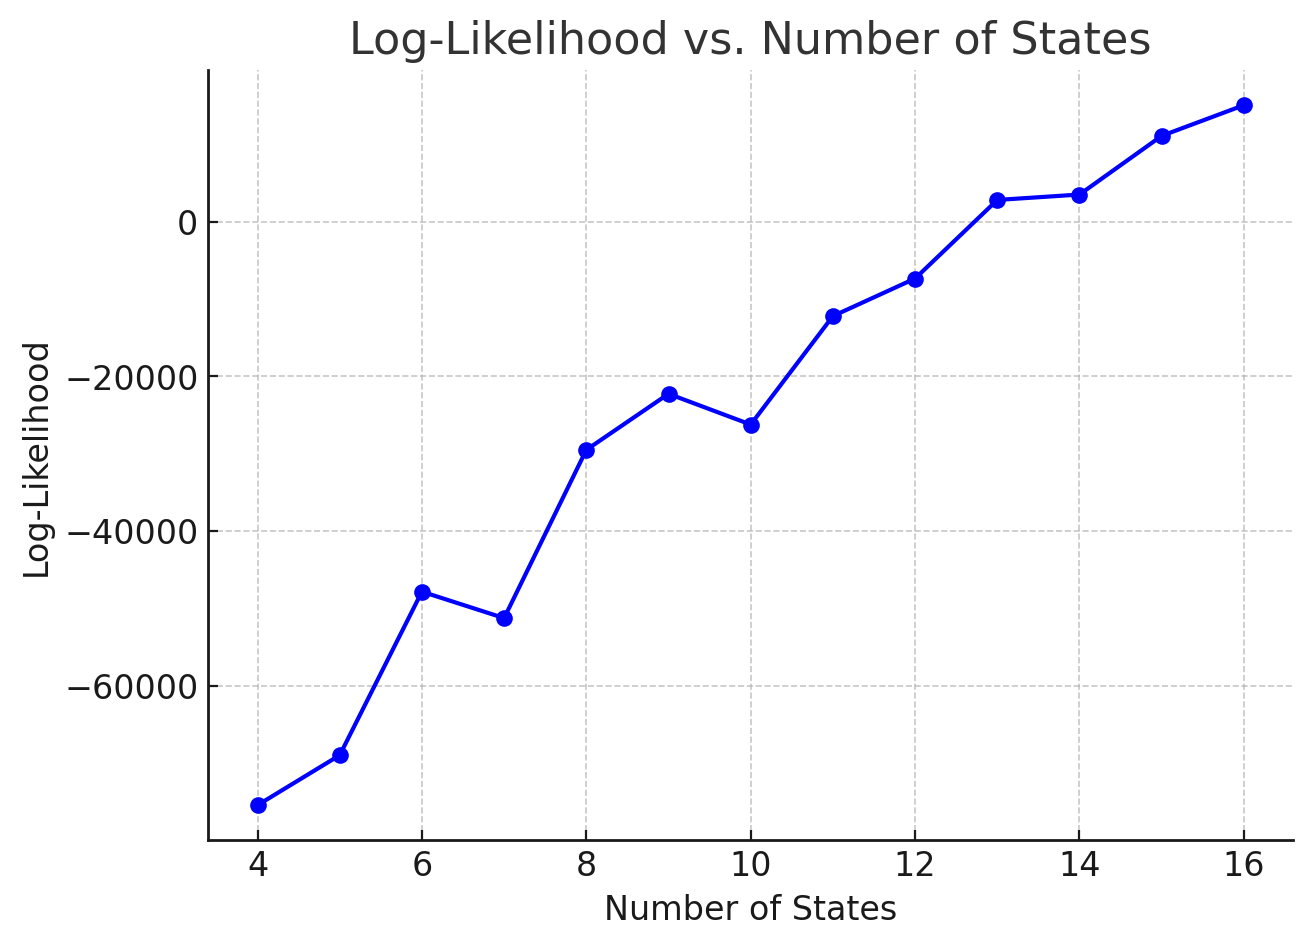 Log-Likelihood vs. Number of States
Log-Likelihood
0
−20000
−40000
−60000
4 6 8 10 12 14 16
Number of States